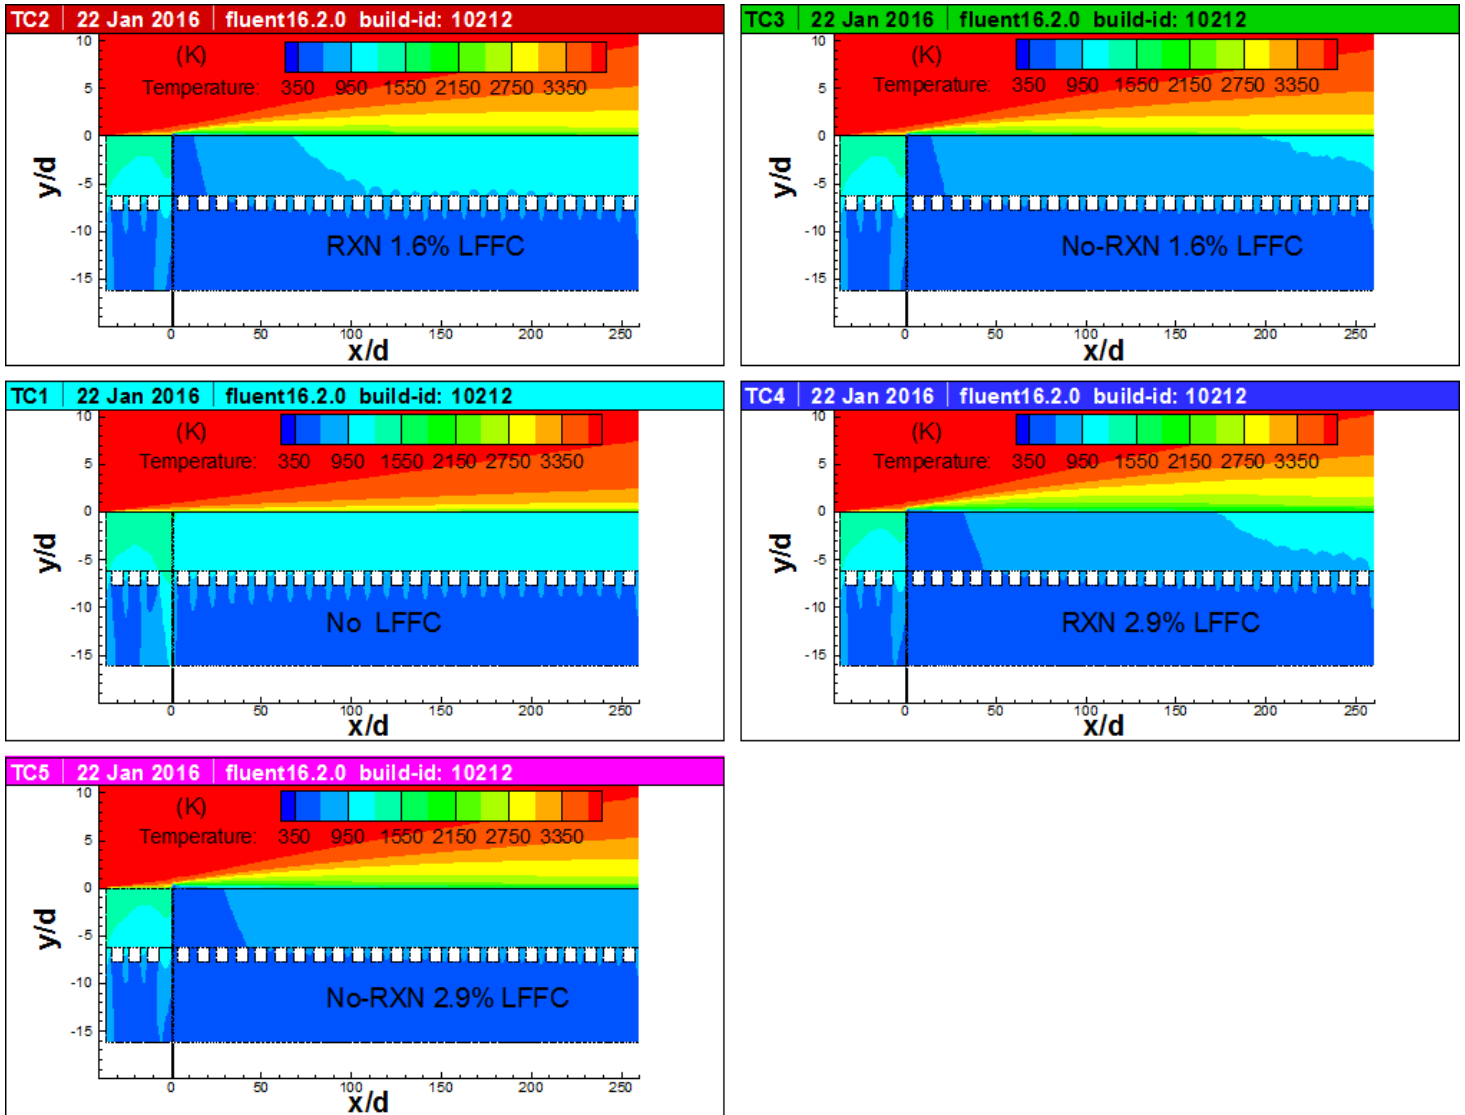 TC2 22 Jan 2016 fluent16.2.0 build-id: 10212
10
(K)
5
Temperature: 350 950 1550 2150 2750 3350
0
y/d
-5
-10
RXN 1.6% LFFC
-15
0 50 100 150 200 250
x/d
TC3 22 Jan 2016 fluent16.2.0 build-id: 10212
10
(K)
5
Temperature: 350 950 1550 2150 2750 3350
0
y/d
-5
-10
No-RXN 1.6% LFFC
-15
0 50 100 150 200 250
x/d
TC1 22 Jan 2016 fluent16.2.0 build-id: 10212
10
(K)
5
Temperature: 350 950 1550 2150 2750 3350
0
y/d
-5
-10
No LFFC
-15
0 50 100 150 200 250
x/d
TC4 22 Jan 2016 fluent16.2.0 build-id: 10212
10
(K)
5
Temperature: 350 950 1550 2150 2750 3350
0
y/d
-5
-10
RXN 2.9% LFFC
-15
0 50 100 150 200 250
x/d
TC5 22 Jan 2016 fluent16.2.0 build-id: 10212
10
(K)
5
Temperature: 350 950 1550 2150 2750 3350
0
y/d
-5
-10
No-RXN 2.9% LFFC
-15
0 50 100 150 200 250
x/d